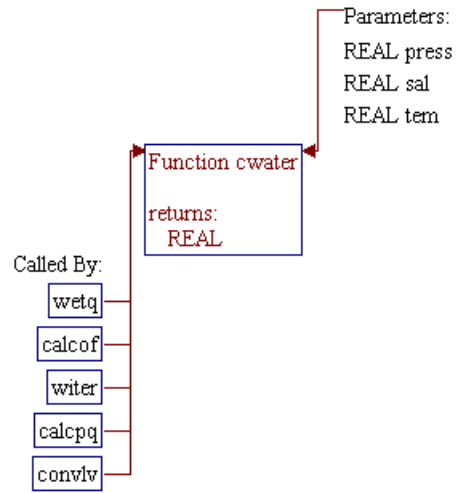 Parameters:
REAL press
REAL sal
REAL tem
Function cwater
returns:
REAL
Called By:
wetq
calcof
witer
calcpq
convlv